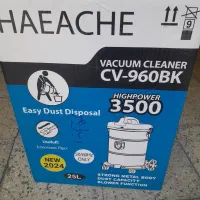 HAEACHE
9
VACUUM CLEANER
CV-960BK
HIGHPOWER
3500
Easy Dust Disposal
NEW
2024
25L
STRONG METAL BODY
DUST CAPACITY
BLOWER FUNCTION